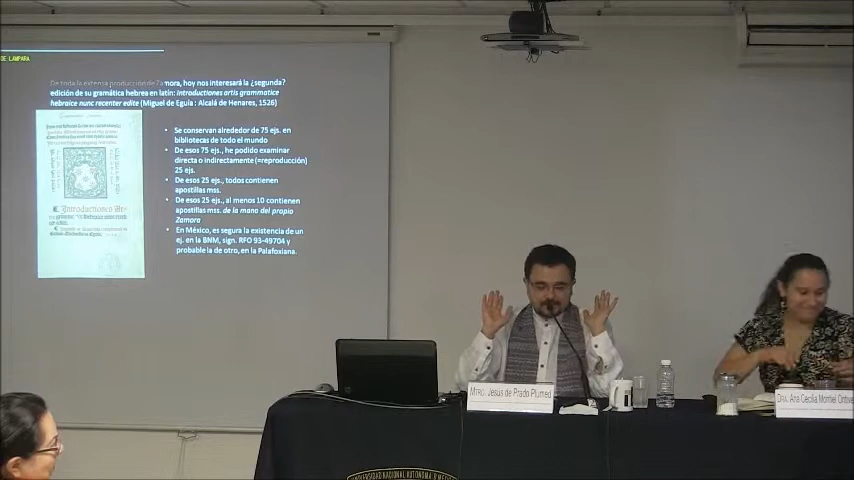 DE LAMPARA
De toda la extensa producción de Zamora, hoy nos interesará la ¿segunda?
edición de su gramática hebrea en latín: Introductiones artis grammatice
hebraice nunc recenter edite (Miguel de Eguía: Alcalá de Henares, 1526)
• Se conservan alrededor de 75 ejs. en
bibliotecas de todo el mundo
• De esos 75 ejs., he podido examinar
directa o indirectamente (=reproducción)
25 ejs.
• De esos 25 ejs., todos contienen
apostillas mss.
• De esos 25 ejs., al menos 10 contienen
apostillas mss. de la mano del propio
Zamora
• En México, es segura la existencia de un
ej. en la BNM, sign. RFO 93-49704 y
probable la de otro, en la Palafoxiana.
Introductiones Ar
MTRO. Jesús de Prado Plumed
DRA. Ana Cecilia Montiel Ontive
UNIVERSIDAD NACIONAL AUTÓNOMA